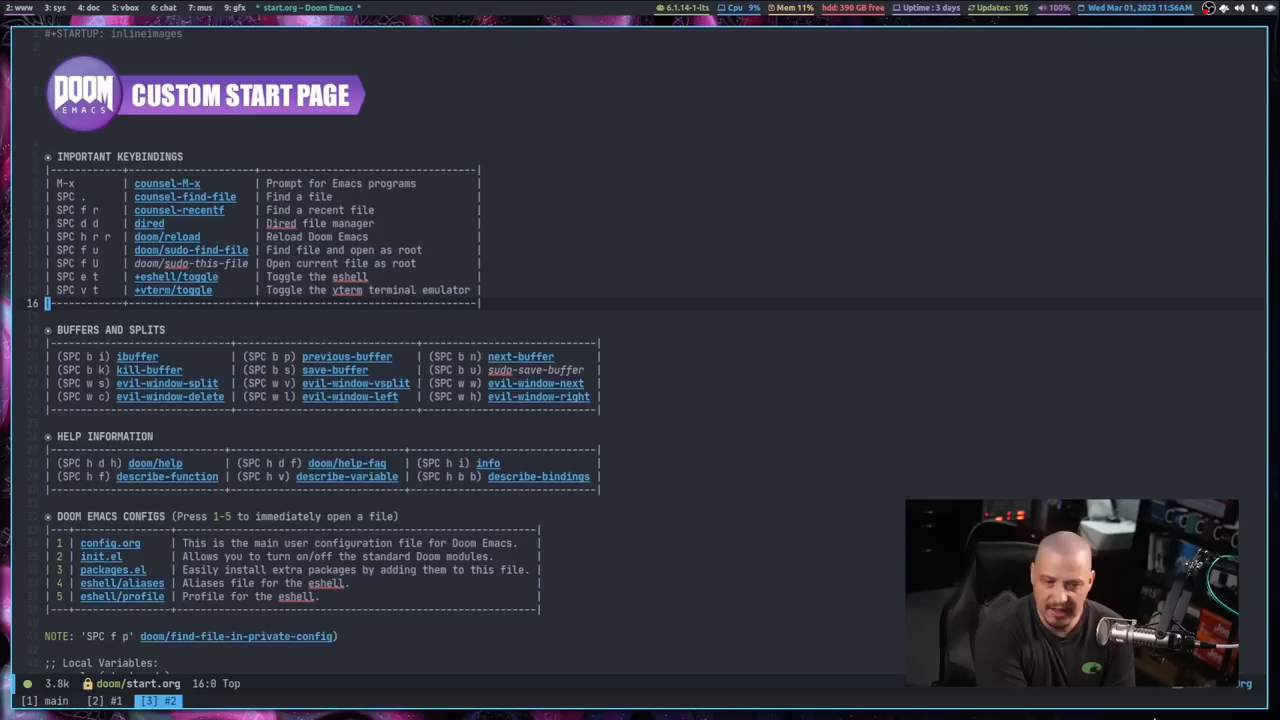 2: www 3: sys 4: doc 5: vbox 6: chat 7: mus 9: gfx * start.org ~ Doom Emacs * 6.1.14-1-lts Cpu 9% Mem 11% hdd: 390 GB free Uptime : 3 days Updates: 105 100% Wed Mar 01, 2023 11:56AM
#+STARTUP: inlineimages
DOOM EMACS CUSTOM START PAGE
IMPORTANT KEYBINDINGS
| M-x | counsel-M-x | Prompt for Emacs programs |
| SPC . | counsel-find-file | Find a file |
| SPC f r | counsel-recentf | Find a recent file |
| SPC d d | dired | Dired file manager |
| SPC h r r | doom/reload | Reload Doom Emacs |
| SPC f u | doom/sudo-find-file | Find file and open as root |
| SPC f U | doom/sudo-this-file | Open current file as root |
| SPC e t | +eshell/toggle | Toggle the eshell |
| SPC v t | +vterm/toggle | Toggle the vterm terminal emulator |
16
BUFFERS AND SPLITS
| (SPC b i) ibuffer | (SPC b p) previous-buffer | (SPC b n) next-buffer |
| (SPC b k) kill-buffer | (SPC b s) save-buffer | (SPC b u) sudo-save-buffer |
| (SPC w s) evil-window-split | (SPC w v) evil-window-vsplit | (SPC w w) evil-window-next |
| (SPC w c) evil-window-delete | (SPC w l) evil-window-left | (SPC w h) evil-window-right |
HELP INFORMATION
| (SPC h d h) doom/help | (SPC h d f) doom/help-faq | (SPC h i) info |
| (SPC h f) describe-function | (SPC h v) describe-variable | (SPC h b b) describe-bindings |
DOOM EMACS CONFIGS (Press 1-5 to immediately open a file)
| 1 | config.org | This is the main user configuration file for Doom Emacs. |
| 2 | init.el | Allows you to turn on/off the standard Doom modules. |
| 3 | packages.el | Easily install extra packages by adding them to this file. |
| 4 | eshell/aliases | Aliases file for the eshell. |
| 5 | eshell/profile | Profile for the eshell. |
NOTE: 'SPC f p' doom/find-file-in-private-config)
;; Local Variables:
3.8k doom/start.org 16:0 Top
[1] main [2] #1 [3] #2